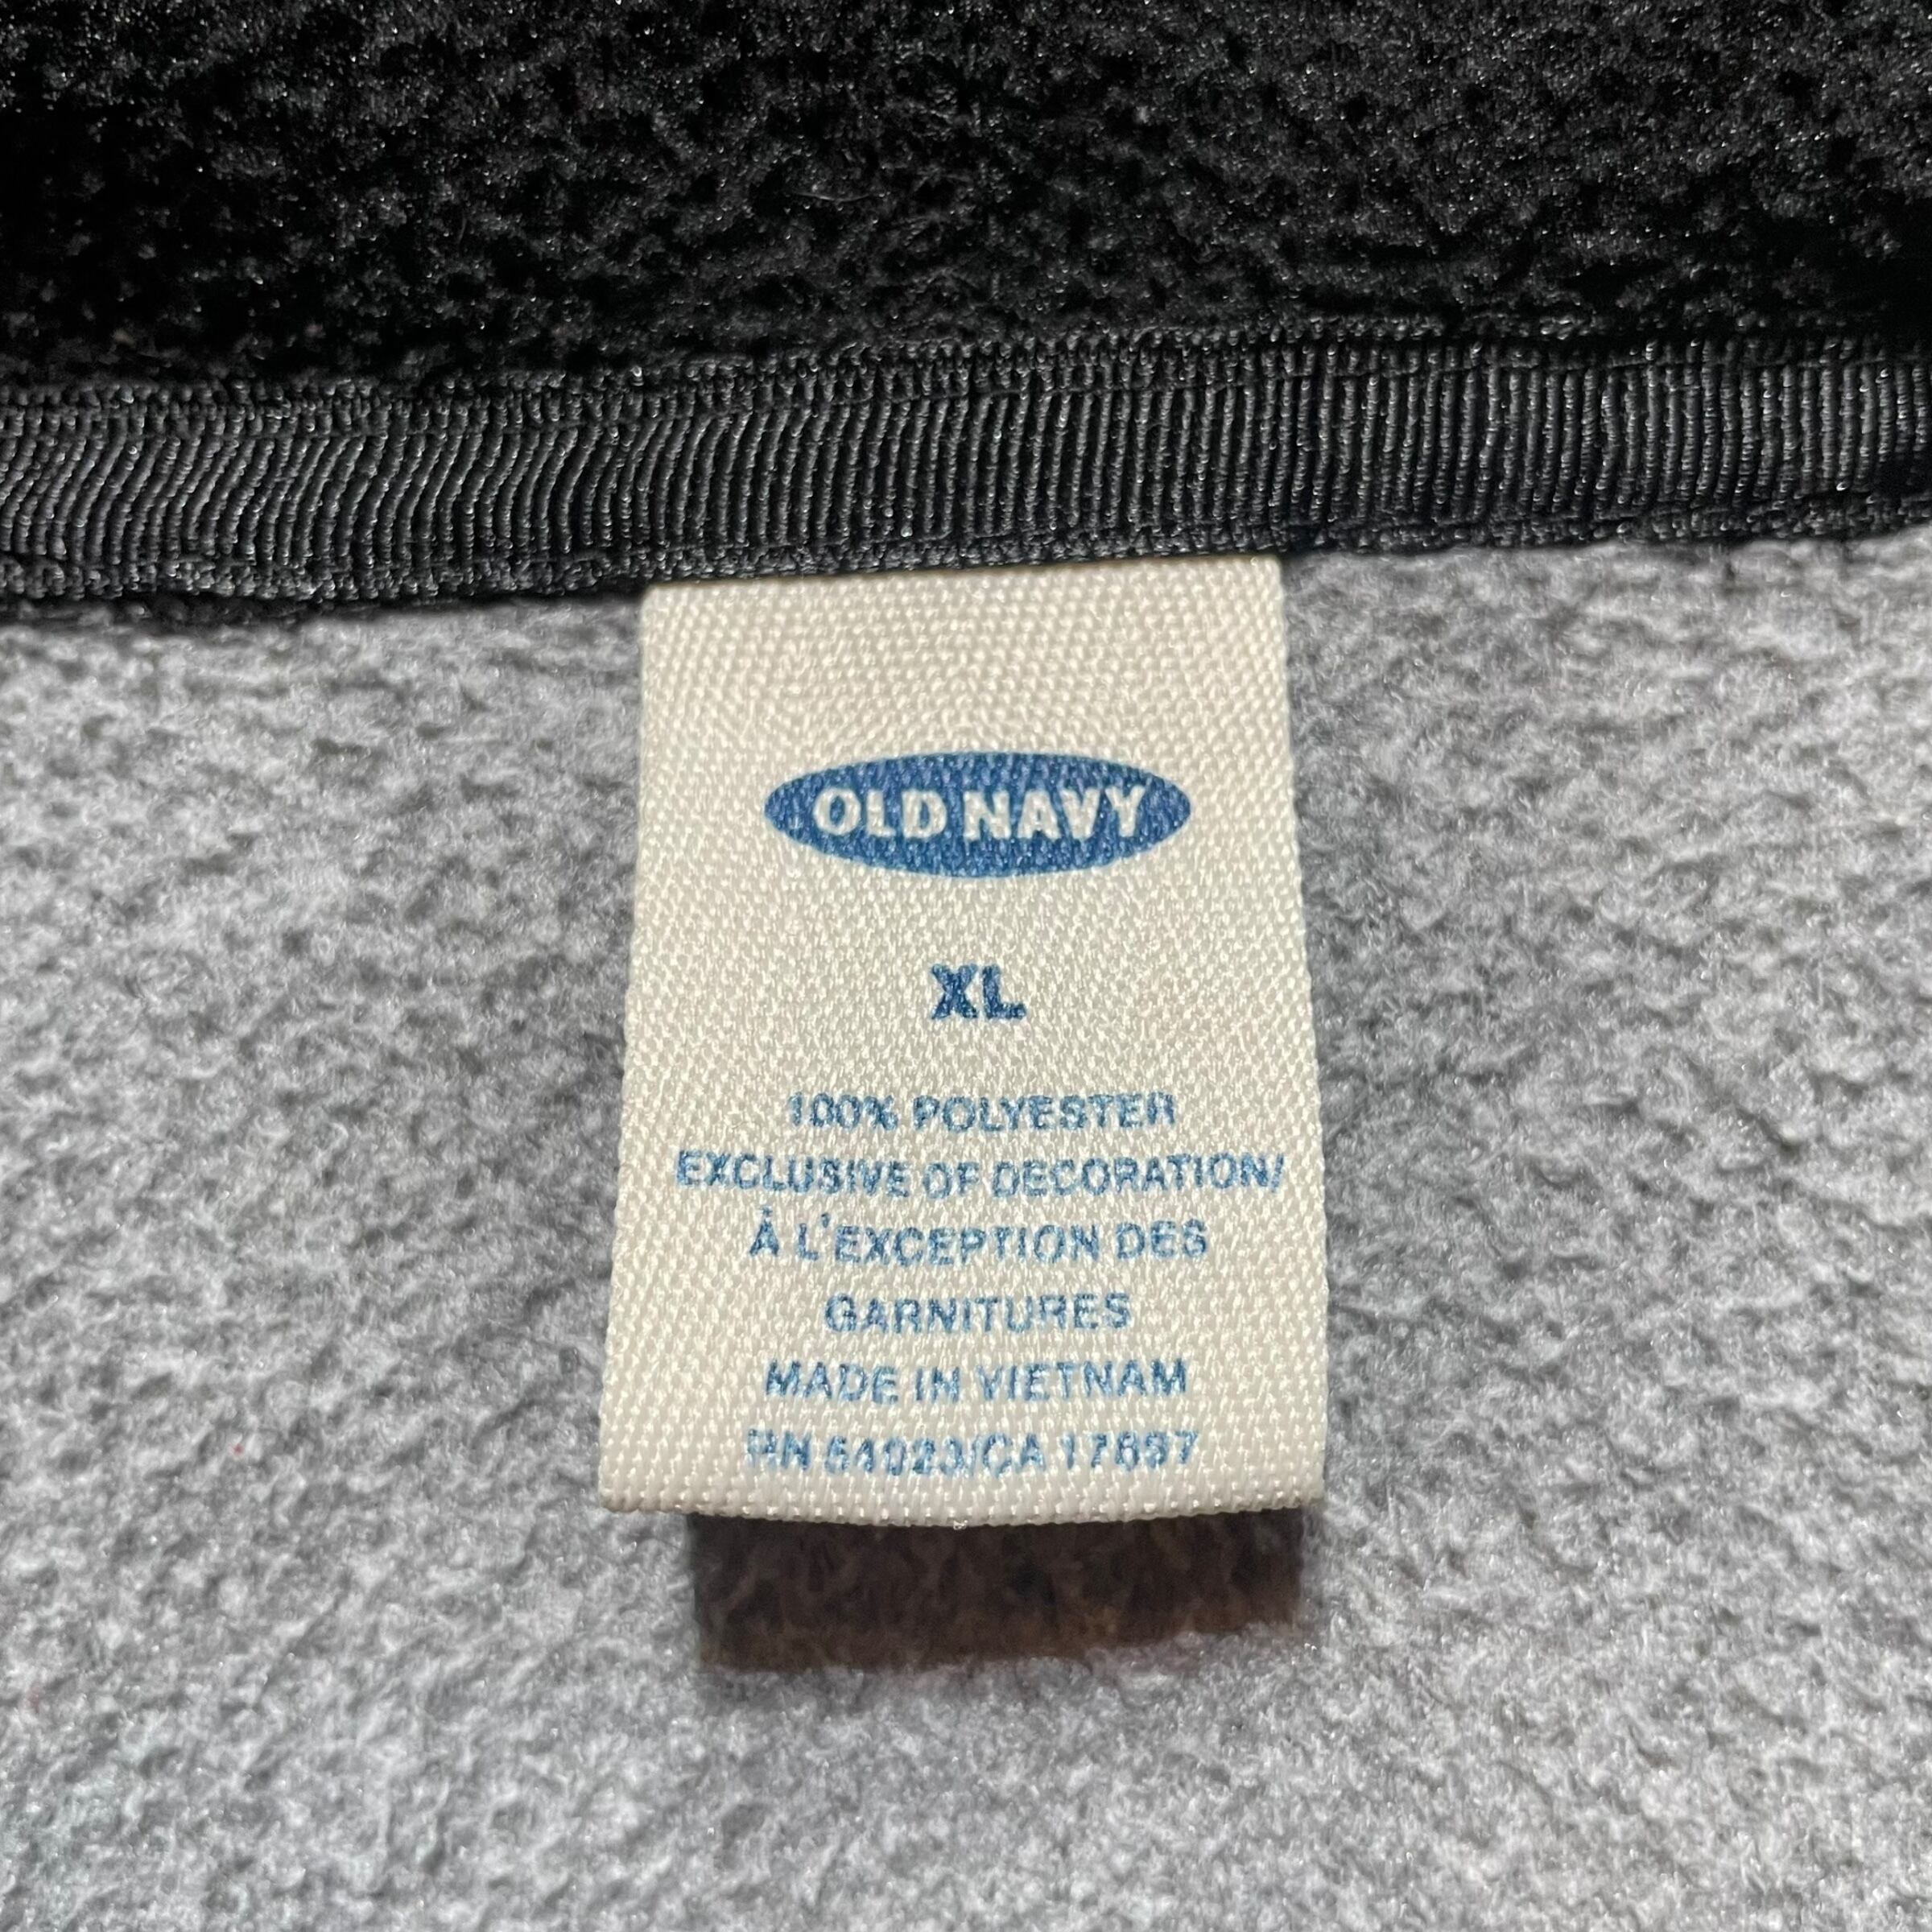 OLD NAVY
XL
100% POLYESTER
EXCLUSIVE OF DECORATION/
À L'EXCEPTION DES
GARNITURES
MADE IN VIETNAM
RN 54023/CA 17897